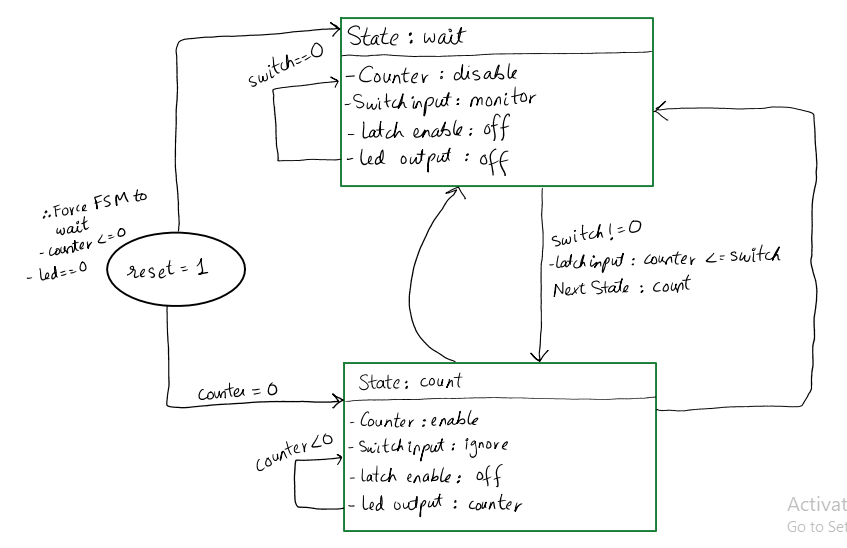 State : wait
switch==0
- Counter : disable
- Switch input : monitor
- Latch enable : off
- Led output : off
∴ Force FSM to
wait
- counter <=0
- led==0
reset = 1
switch!=0
- Latch input : counter <= switch
Next State : count
Counter = 0
State : count
- Counter : enable
counter<0
- Switch input : ignore
- Latch enable : off
- Led output : counter
Activat
Go to Set